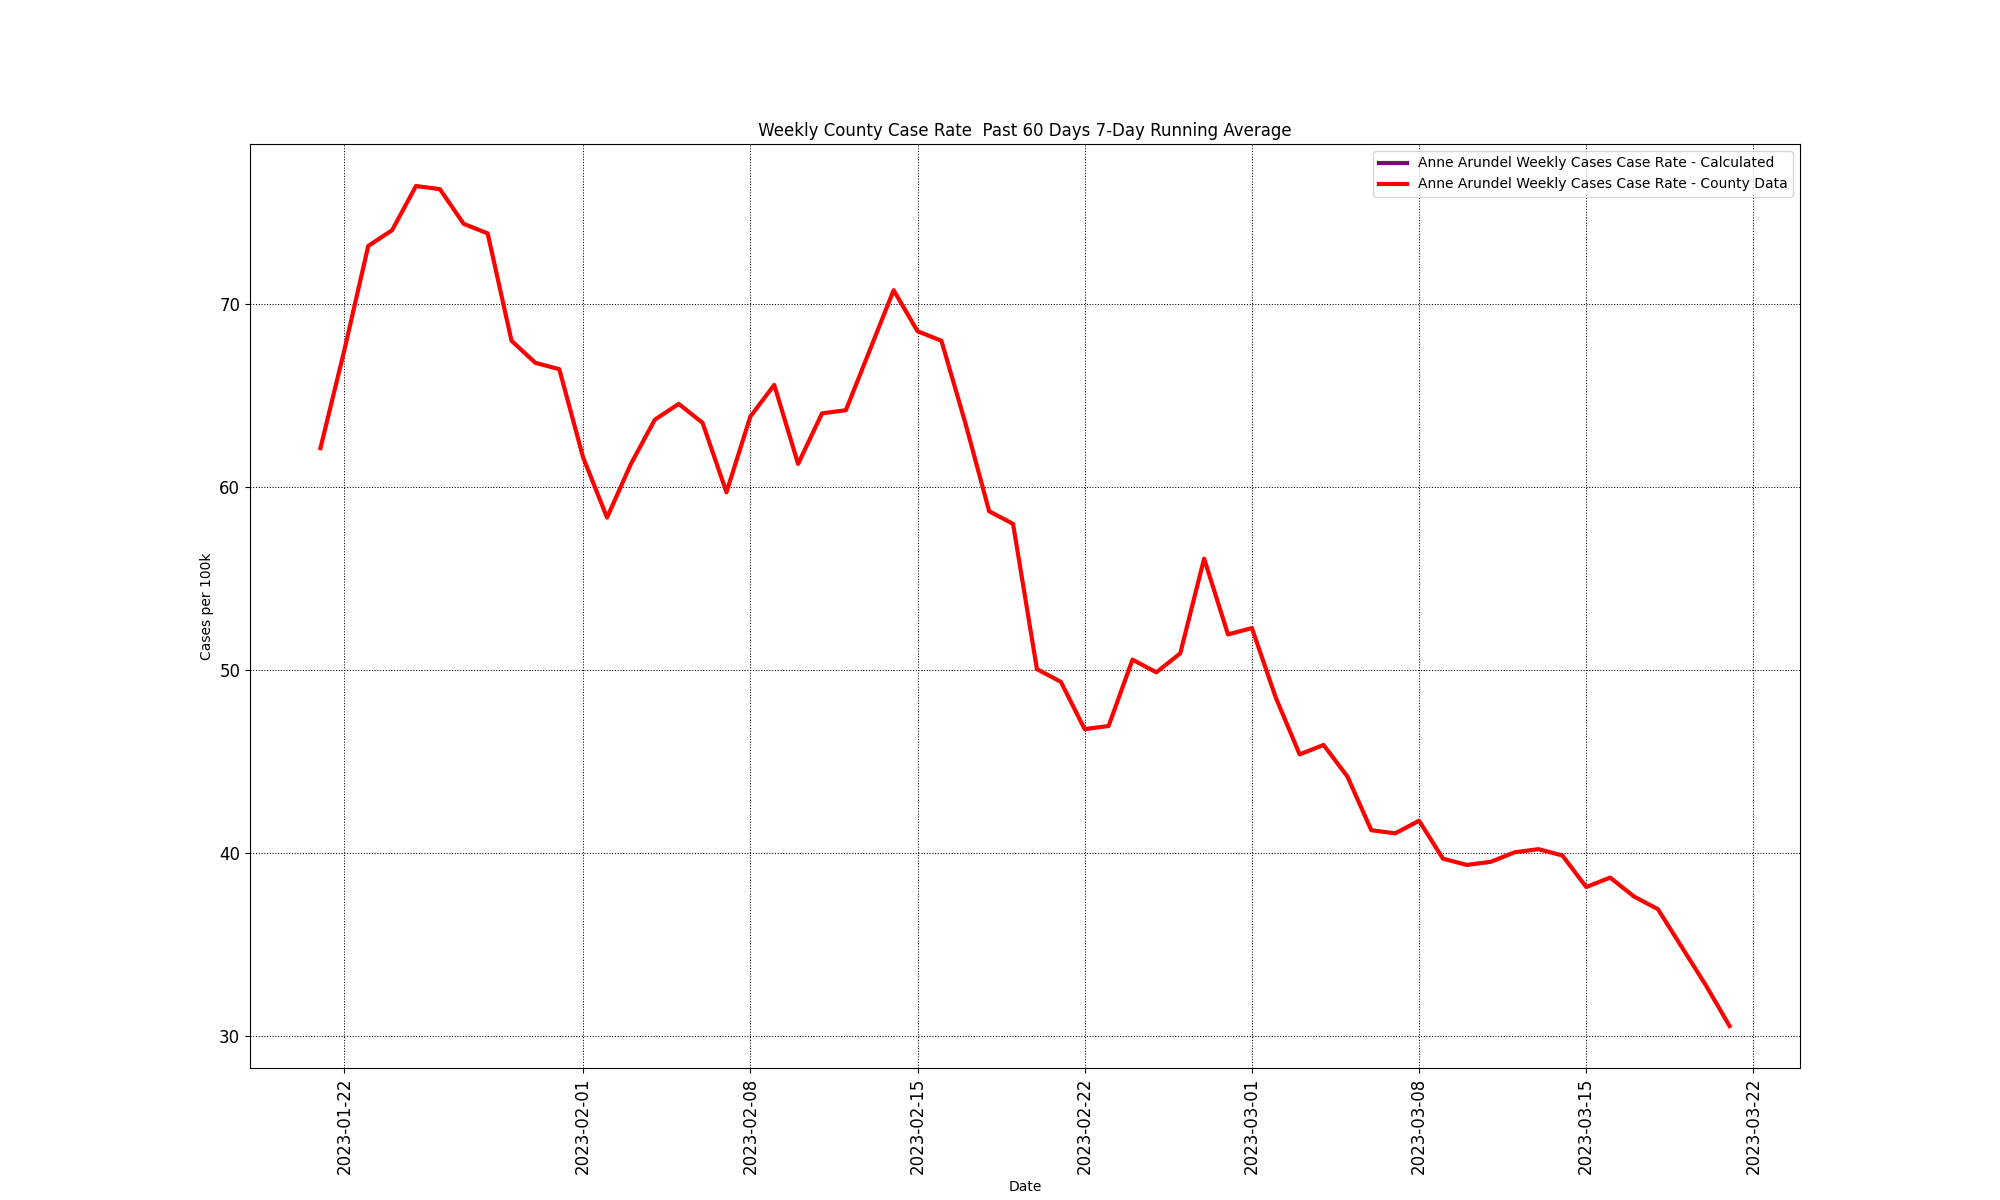 Weekly County Case Rate  Past 60 Days 7-Day Running Average
Anne Arundel Weekly Cases Case Rate - Calculated
Anne Arundel Weekly Cases Case Rate - County Data
70
60
50
40
30
Cases per 100k
2023-01-22
2023-02-01
2023-02-08
2023-02-15
2023-02-22
2023-03-01
2023-03-08
2023-03-15
2023-03-22
Date